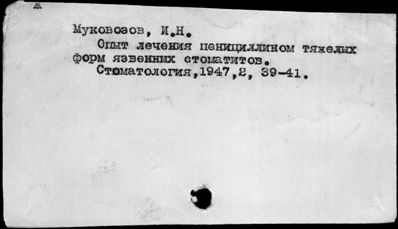 Муковозов, И.Н.
Опыт лечения пенициллином тяжелых
форм язвенных стоматитов.
Стоматология,1947,2, 39-41.